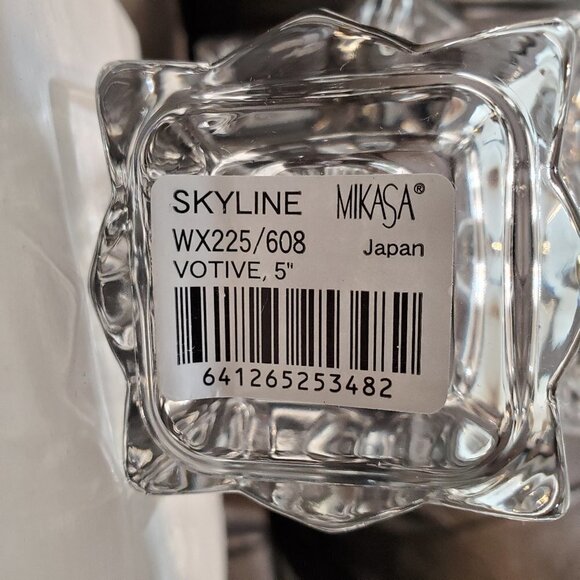 SKYLINE MIKASA®
WX225/608 Japan
VOTIVE, 5"
641265253482